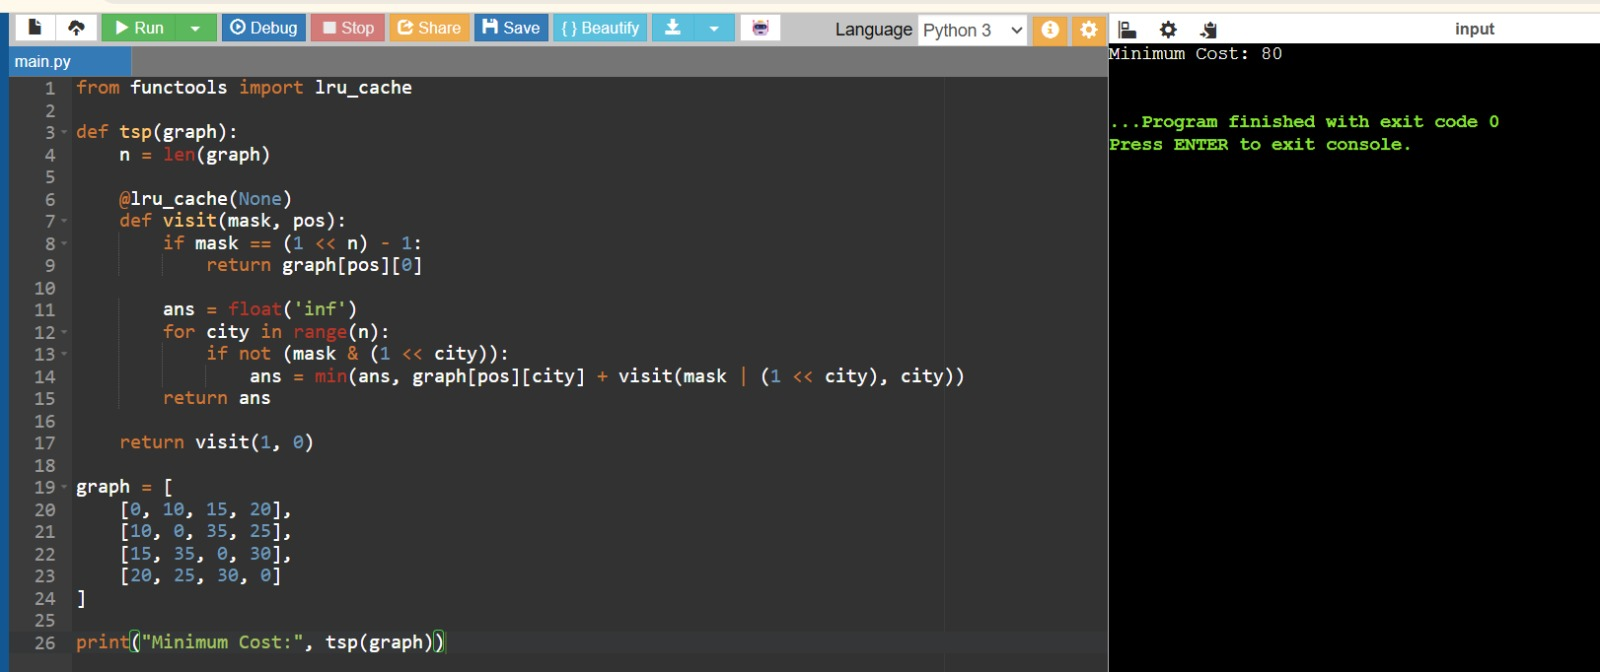 Run Debug Stop Share Save { } Beautify Language Python 3 input
main.py
1 from functools import lru_cache
2
3 def tsp(graph):
4     n = len(graph)
5
6     @lru_cache(None)
7     def visit(mask, pos):
8         if mask == (1 << n) - 1:
9             return graph[pos][0]
10
11         ans = float('inf')
12         for city in range(n):
13             if not (mask & (1 << city)):
14                 ans = min(ans, graph[pos][city] + visit(mask | (1 << city), city))
15         return ans
16
17     return visit(1, 0)
18
19 graph = [
20     [0, 10, 15, 20],
21     [10, 0, 35, 25],
22     [15, 35, 0, 30],
23     [20, 25, 30, 0]
24 ]
25
26 print("Minimum Cost:", tsp(graph))
Minimum Cost: 80
...Program finished with exit code 0
Press ENTER to exit console.